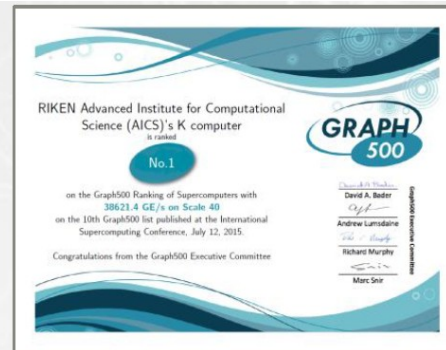 RIKEN Advanced Institute for Computational
Science (AICS)'s K computer
is ranked
No.1
on the Graph500 Ranking of Supercomputers with
38621.4 GE/s on Scale 40
on the 10th Graph500 list published at the International
Supercomputing Conference, July 12, 2015.
Congratulations from the Graph500 Executive Committee
GRAPH
500
David A. Bader
Andrew Lumsdaine
Richard Murphy
Marc Snir
Graph500 Executive Committee